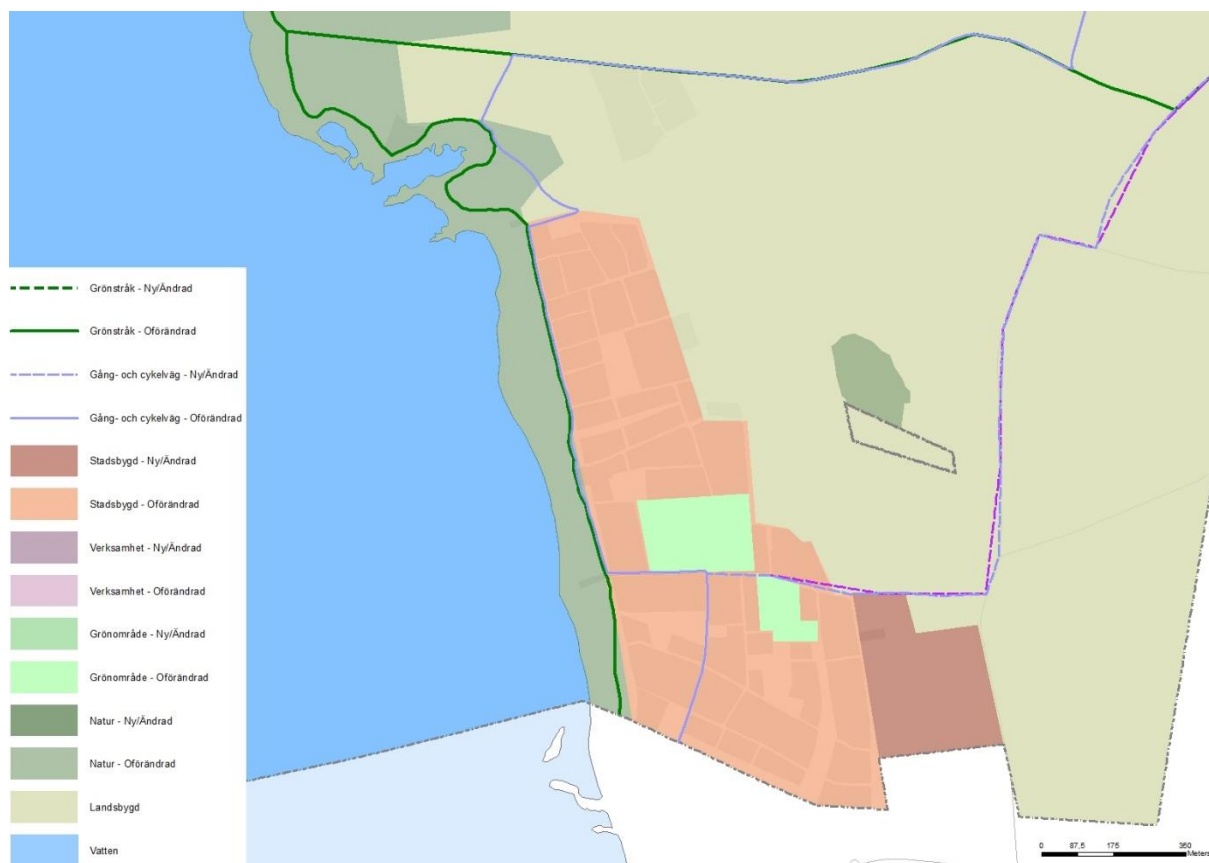 Grönstråk - Ny/Ändrad
Grönstråk - Oförändrad
Gång- och cykelväg - Ny/Ändrad
Gång- och cykelväg - Oförändrad
Stadsbygd - Ny/Ändrad
Stadsbygd - Oförändrad
Verksamhet - Ny/Ändrad
Verksamhet - Oförändrad
Grönområde - Ny/Ändrad
Grönområde - Oförändrad
Natur - Ny/Ändrad
Natur - Oförändrad
Landsbygd
Vatten
0 87,5 175 350
Meters